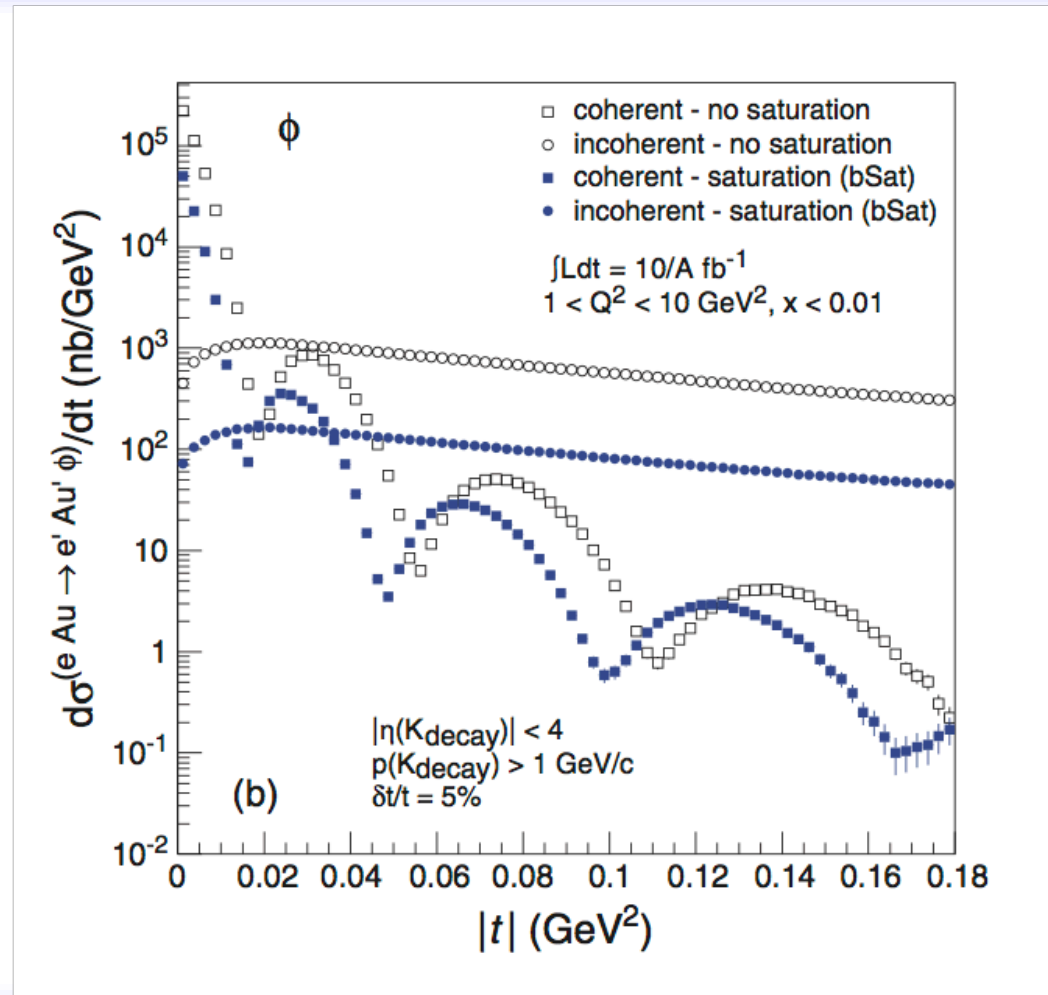 ϕ
□ coherent - no saturation
○ incoherent - no saturation
■ coherent - saturation (bSat)
● incoherent - saturation (bSat)
∫Ldt = 10/A fb⁻¹
1 < Q² < 10 GeV², x < 0.01
dσ^(e Au → e' Au' ϕ)/dt (nb/GeV²)
10⁵
10⁴
10³
10²
10
1
10⁻¹
10⁻²
|η(K_decay)| < 4
p(K_decay) > 1 GeV/c
δt/t = 5%
(b)
0 0.02 0.04 0.06 0.08 0.1 0.12 0.14 0.16 0.18
|t| (GeV²)